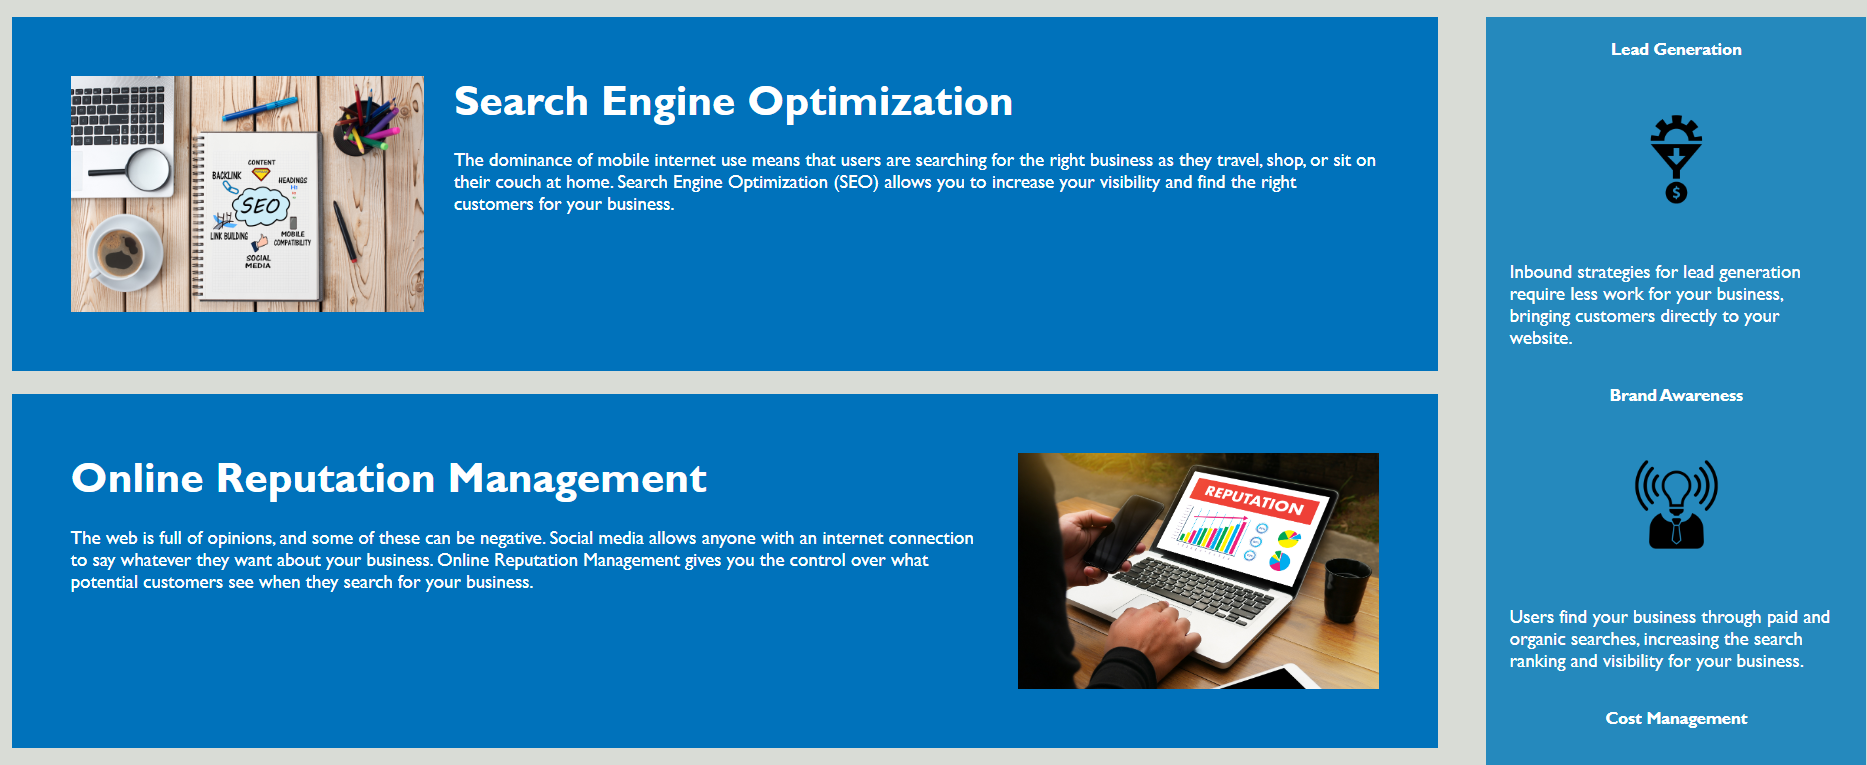 Search Engine Optimization
The dominance of mobile internet use means that users are searching for the right business as they travel, shop, or sit on
their couch at home. Search Engine Optimization (SEO) allows you to increase your visibility and find the right
customers for your business.
CONTENT
BACKLINK
HEADINGS
H1
SEO
LINK BUILDING
MOBILE
COMPATIBILITY
SOCIAL
MEDIA
Online Reputation Management
The web is full of opinions, and some of these can be negative. Social media allows anyone with an internet connection
to say whatever they want about your business. Online Reputation Management gives you the control over what
potential customers see when they search for your business.
REPUTATION
Lead Generation
$
Inbound strategies for lead generation
require less work for your business,
bringing customers directly to your
website.
Brand Awareness
Users find your business through paid and
organic searches, increasing the search
ranking and visibility for your business.
Cost Management